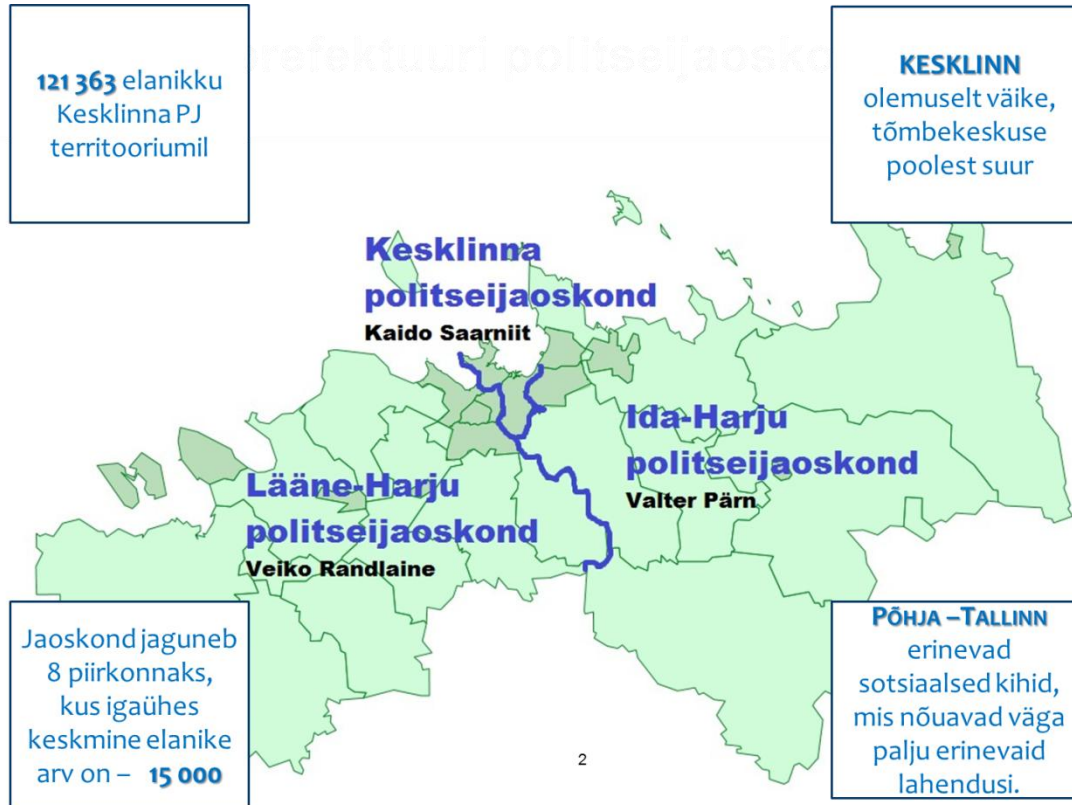 refektuuri politseijaosko
121 363 elanikku
Kesklinna PJ
territooriumil
KESKLINN
olemuselt väike,
tõmbekeskuse
poolest suur
Kesklinna
politseijaoskond
Kaido Saarniit
Ida-Harju
politseijaoskond
Valter Pärn
Lääne-Harju
politseijaoskond
Veiko Randlaine
Jaoskond jaguneb
8 piirkonnaks,
kus igaühes
keskmine elanike
arv on – 15 000
2
PÕHJA –TALLINN
erinevad
sotsiaalsed kihid,
mis nõuavad väga
palju erinevaid
lahendusi.